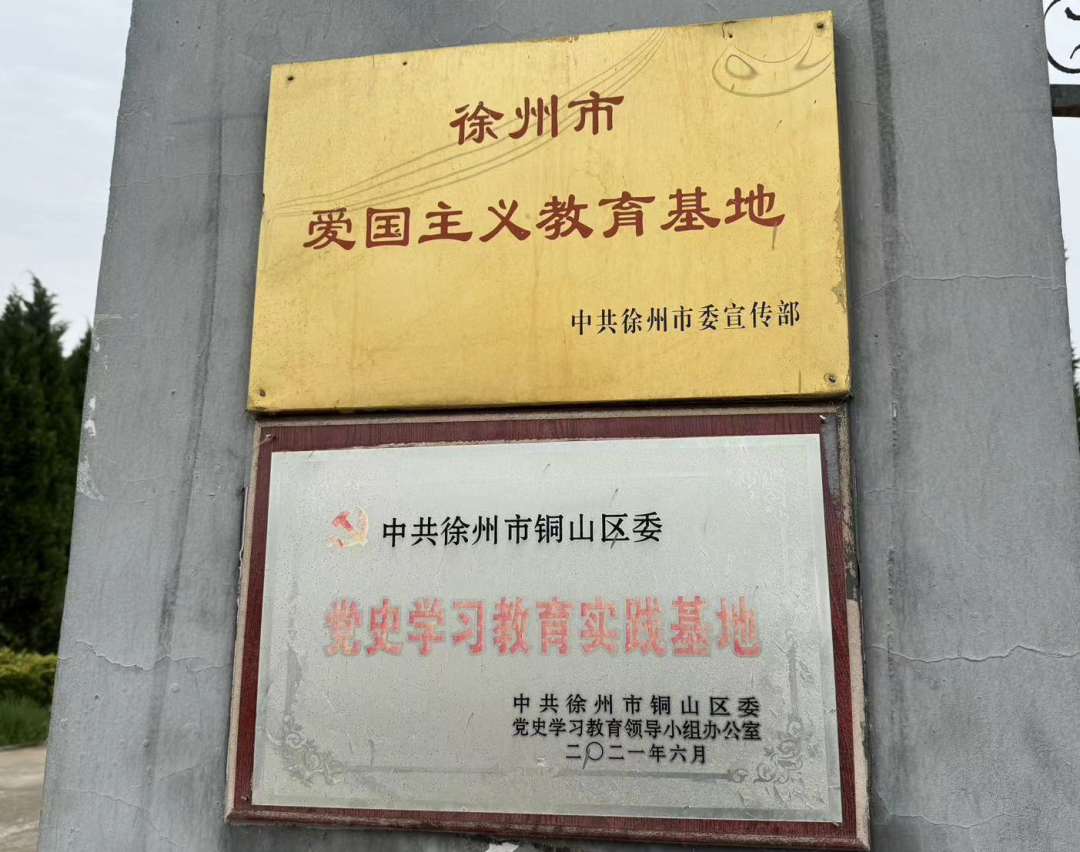 徐州市
爱国主义教育基地
中共徐州市委宣传部
中共徐州市铜山区委
党史学习教育实践基地
中共徐州市铜山区委
党史学习教育领导小组办公室
二〇二一年六月